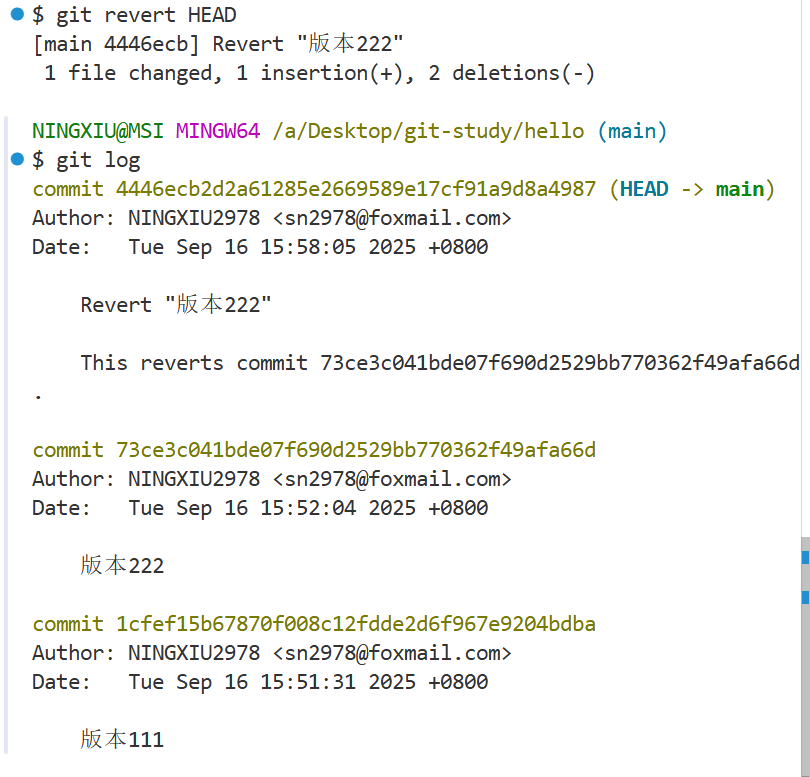 $ git revert HEAD
[main 4446ecb] Revert "版本222"
 1 file changed, 1 insertion(+), 2 deletions(-)
NINGXIU@MSI MINGW64 /a/Desktop/git-study/hello (main)
$ git log
commit 4446ecb2d2a61285e2669589e17cf91a9d8a4987 (HEAD -> main)
Author: NINGXIU2978 <sn2978@foxmail.com>
Date:   Tue Sep 16 15:58:05 2025 +0800
    Revert "版本222"
    This reverts commit 73ce3c041bde07f690d2529bb770362f49afa66d
.
commit 73ce3c041bde07f690d2529bb770362f49afa66d
Author: NINGXIU2978 <sn2978@foxmail.com>
Date:   Tue Sep 16 15:52:04 2025 +0800
    版本222
commit 1cfef15b67870f008c12fdde2d6f967e9204bdba
Author: NINGXIU2978 <sn2978@foxmail.com>
Date:   Tue Sep 16 15:51:31 2025 +0800
    版本111